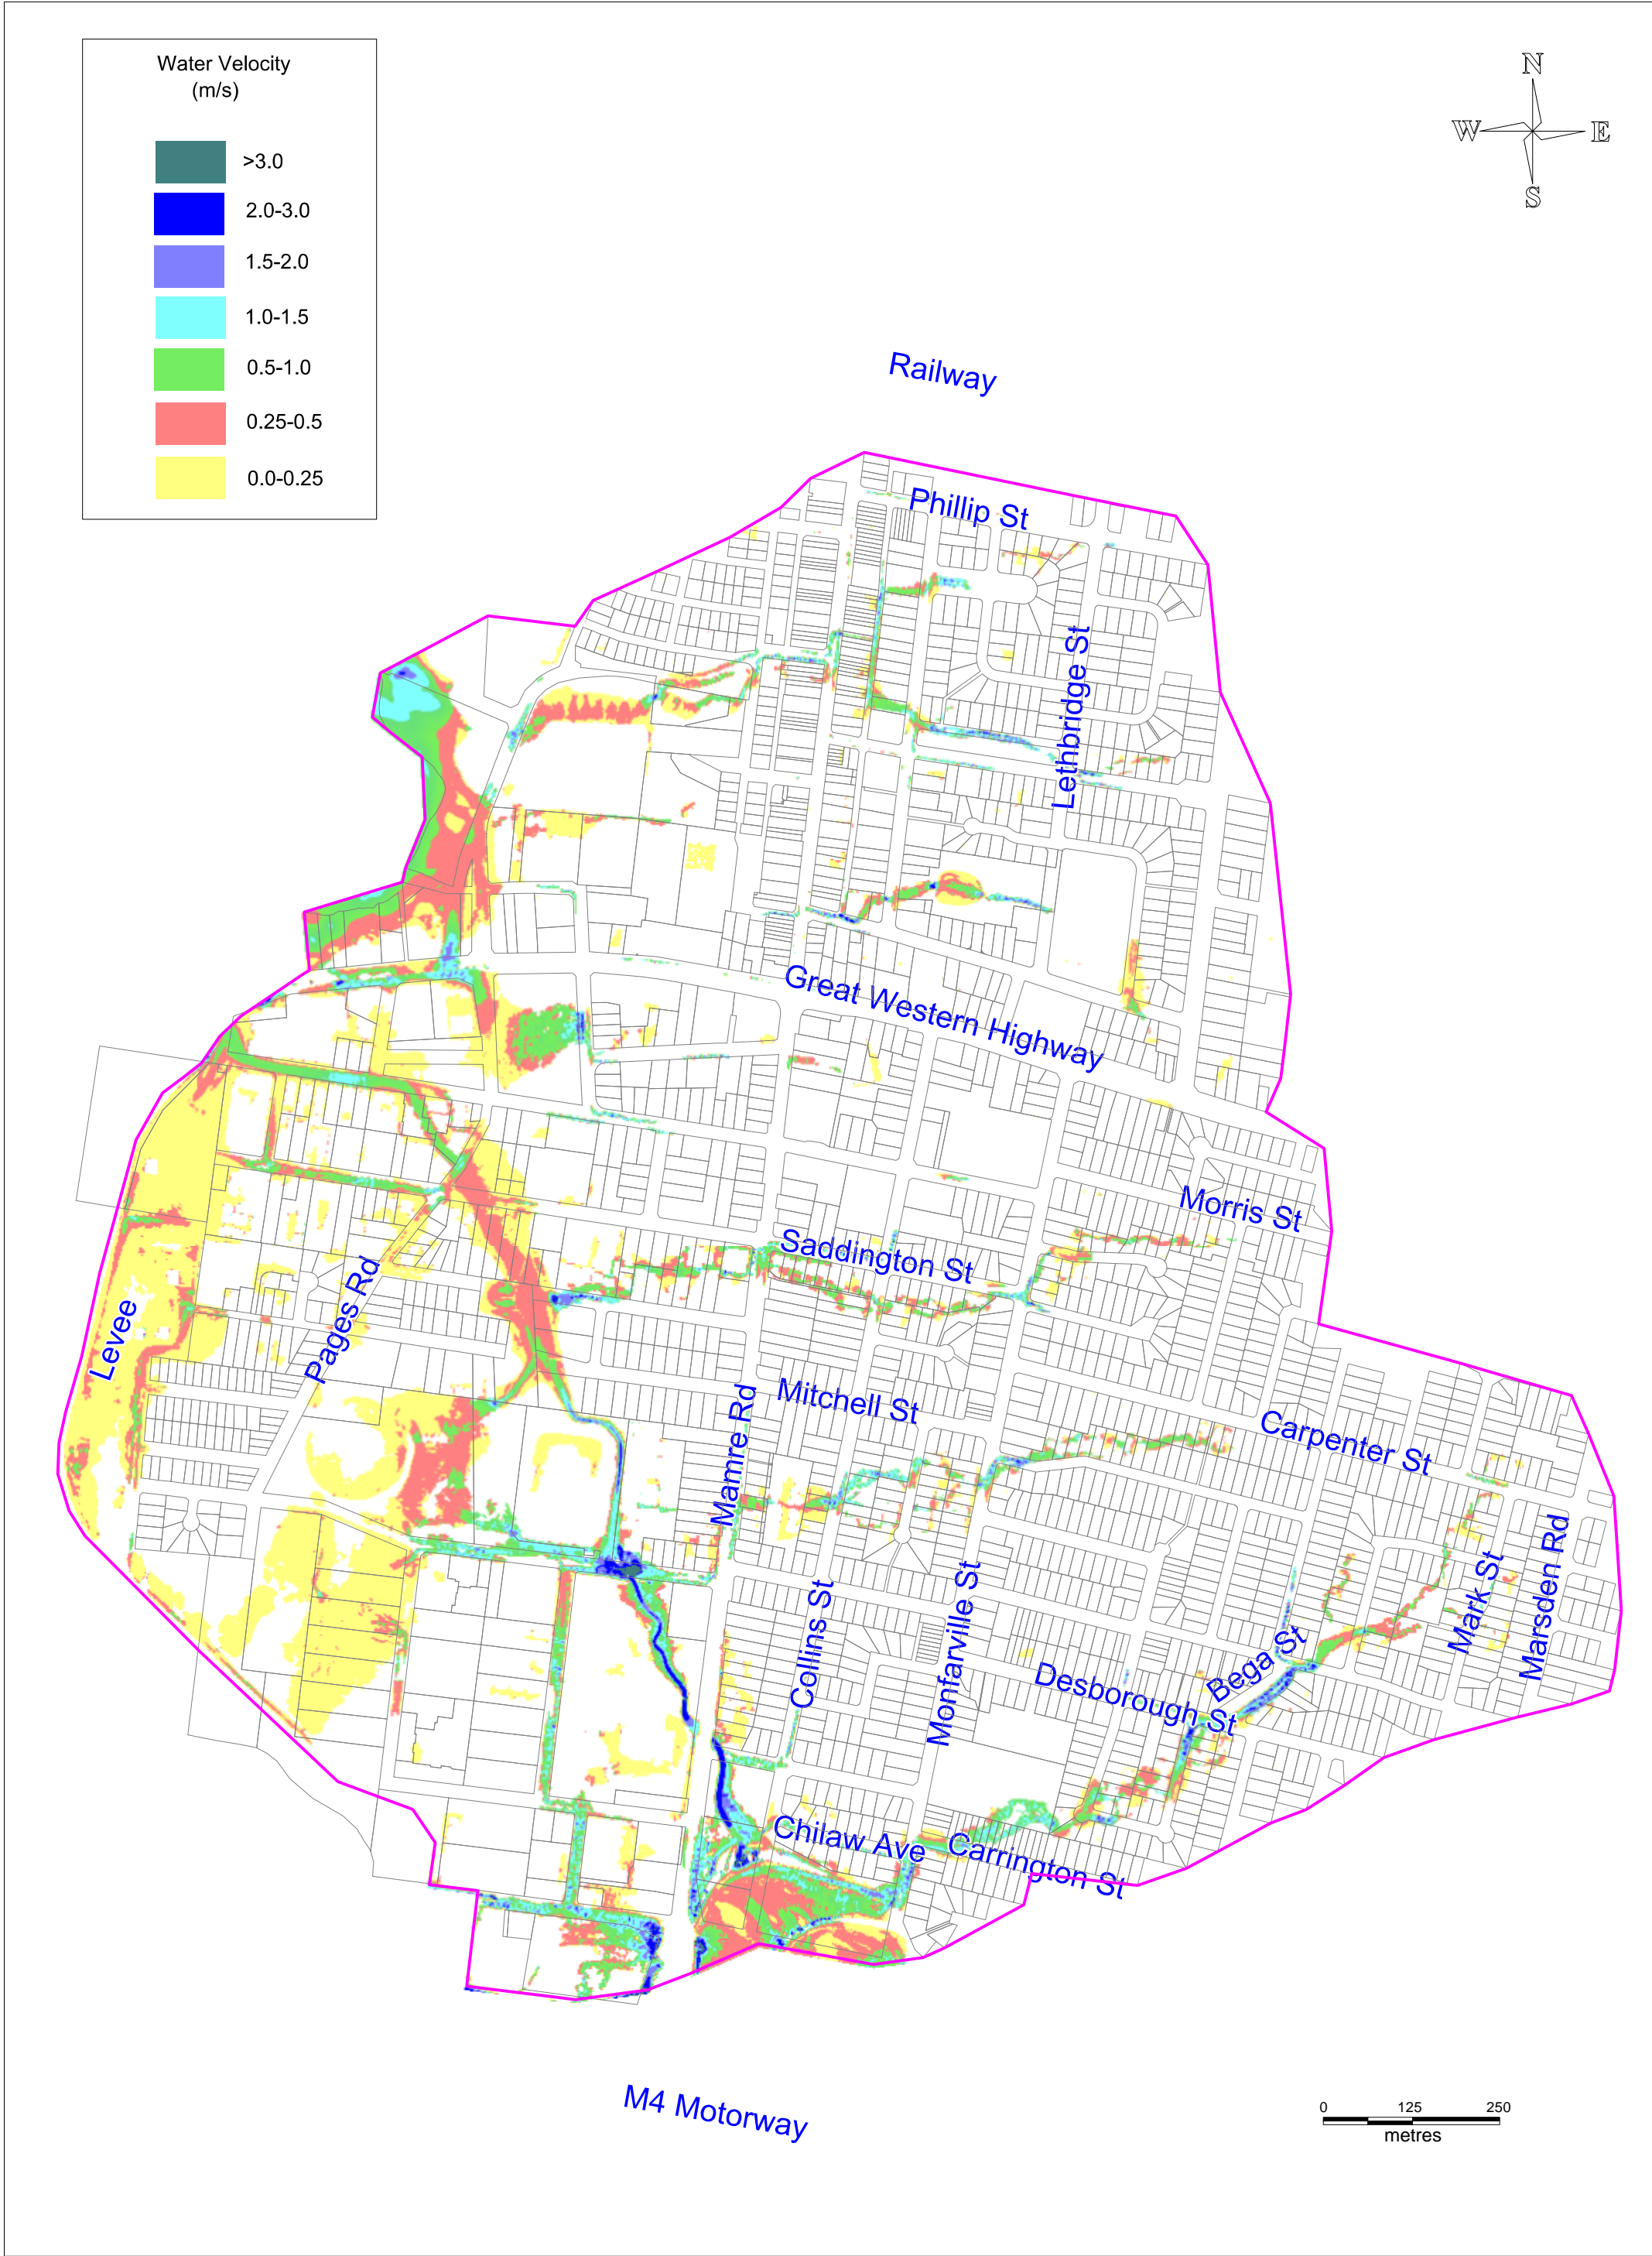 Water Velocity
(m/s)
>3.0
2.0-3.0
1.5-2.0
1.0-1.5
0.5-1.0
0.25-0.5
0.0-0.25
N
W
E
S
Railway
Phillip St
Lethbridge St
Great Western Highway
Morris St
Saddington St
Pages Rd
Levee
Mitchell St
Mamre Rd
Carpenter St
Collins St
Monfarville St
Desborough St
Bega St
Mark St
Marsden Rd
Chilaw Ave
Carrington St
M4 Motorway
0 125 250
metres